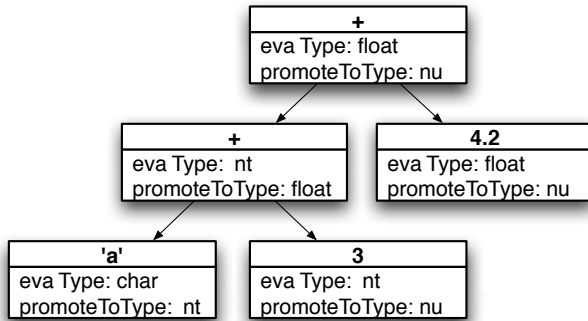 +
eva Type: float
promoteToType: nu
+
eva Type: nt
promoteToType: float
4.2
eva Type: float
promoteToType: nu
'a'
eva Type: char
promoteToType: nt
3
eva Type: nt
promoteToType: nu